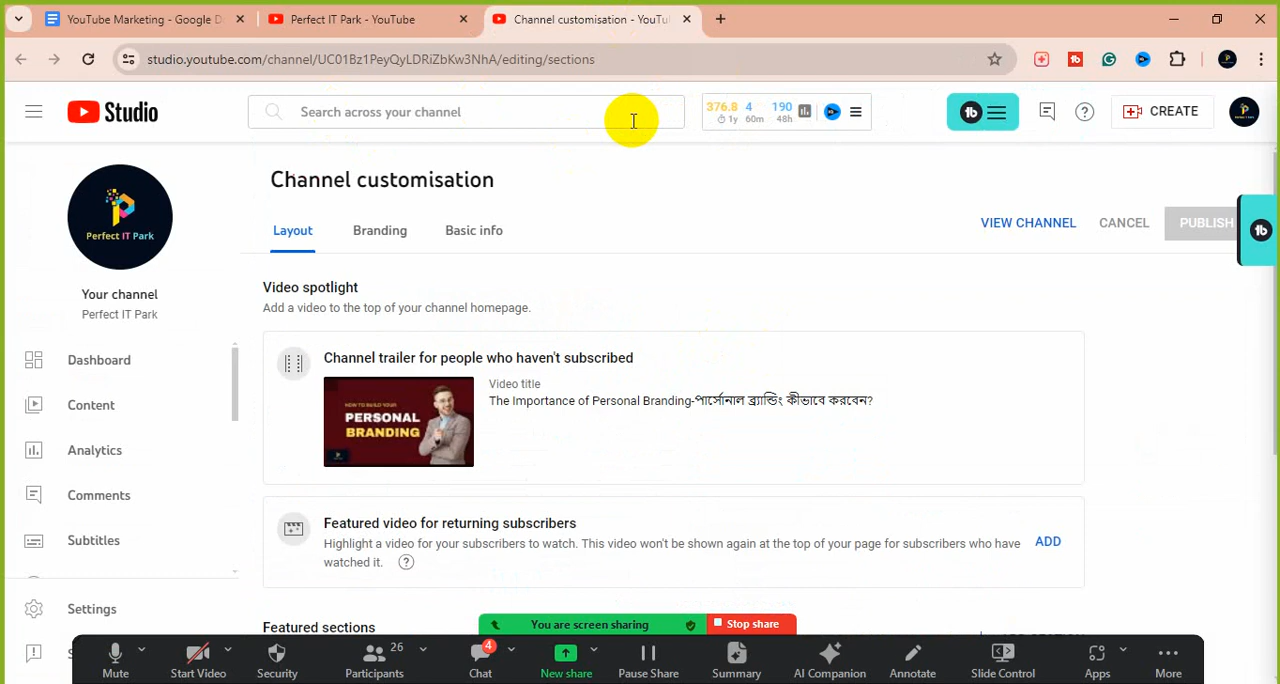 YouTube Marketing - Google D
Perfect IT Park - YouTube
Channel customisation - YouTu
studio.youtube.com/channel/UC01Bz1PeyQyLDRiZbKw3NhA/editing/sections
Studio
Search across your channel
376.8 4 190
1y 60m 48h
CREATE
Channel customisation
Layout
Branding
Basic info
VIEW CHANNEL
CANCEL
PUBLISH
Perfect IT Park
Your channel
Perfect IT Park
Dashboard
Content
Analytics
Comments
Subtitles
Settings
Video spotlight
Add a video to the top of your channel homepage.
Channel trailer for people who haven't subscribed
HOW TO BUILD YOUR
PERSONAL
BRANDING
Video title
The Importance of Personal Branding-পার্সোনাল ব্র্যান্ডিং কীভাবে করবেন?
Featured video for returning subscribers
Highlight a video for your subscribers to watch. This video won't be shown again at the top of your page for subscribers who have
watched it.
ADD
Featured sections
You are screen sharing
Stop share
Mute
Start Video
Security
26
Participants
4
Chat
New share
Pause Share
Summary
AI Companion
Annotate
Slide Control
Apps
More